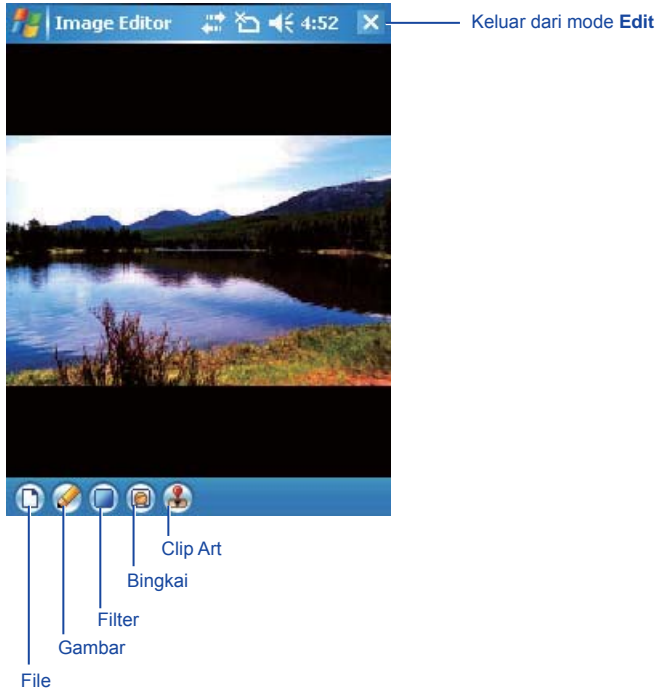 Image Editor 4:52
Keluar dari mode Edit
Clip Art
Bingkai
Filter
Gambar
File